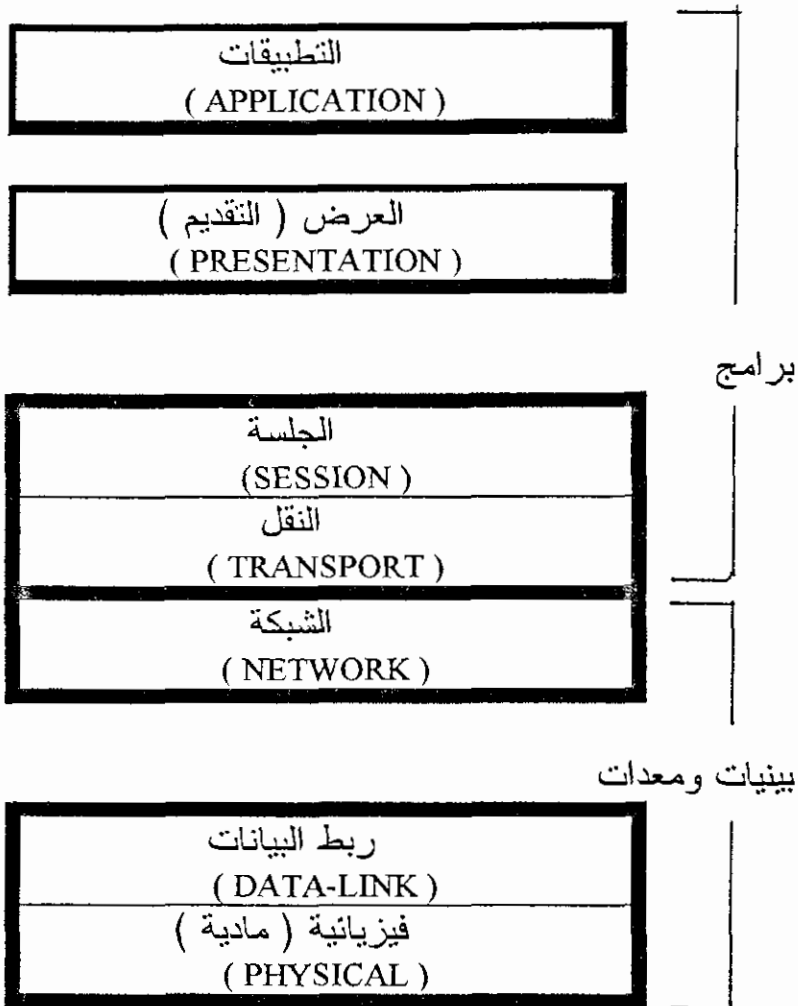 التطبيقات
( APPLICATION )
العرض ( التقديم )
( PRESENTATION )
برامج
الجلسة
(SESSION )
النقل
( TRANSPORT )
الشبكة
( NETWORK )
بينيات ومعدات
ربط البيانات
( DATA-LINK )
فيزيائية ( مادية )
( PHYSICAL )